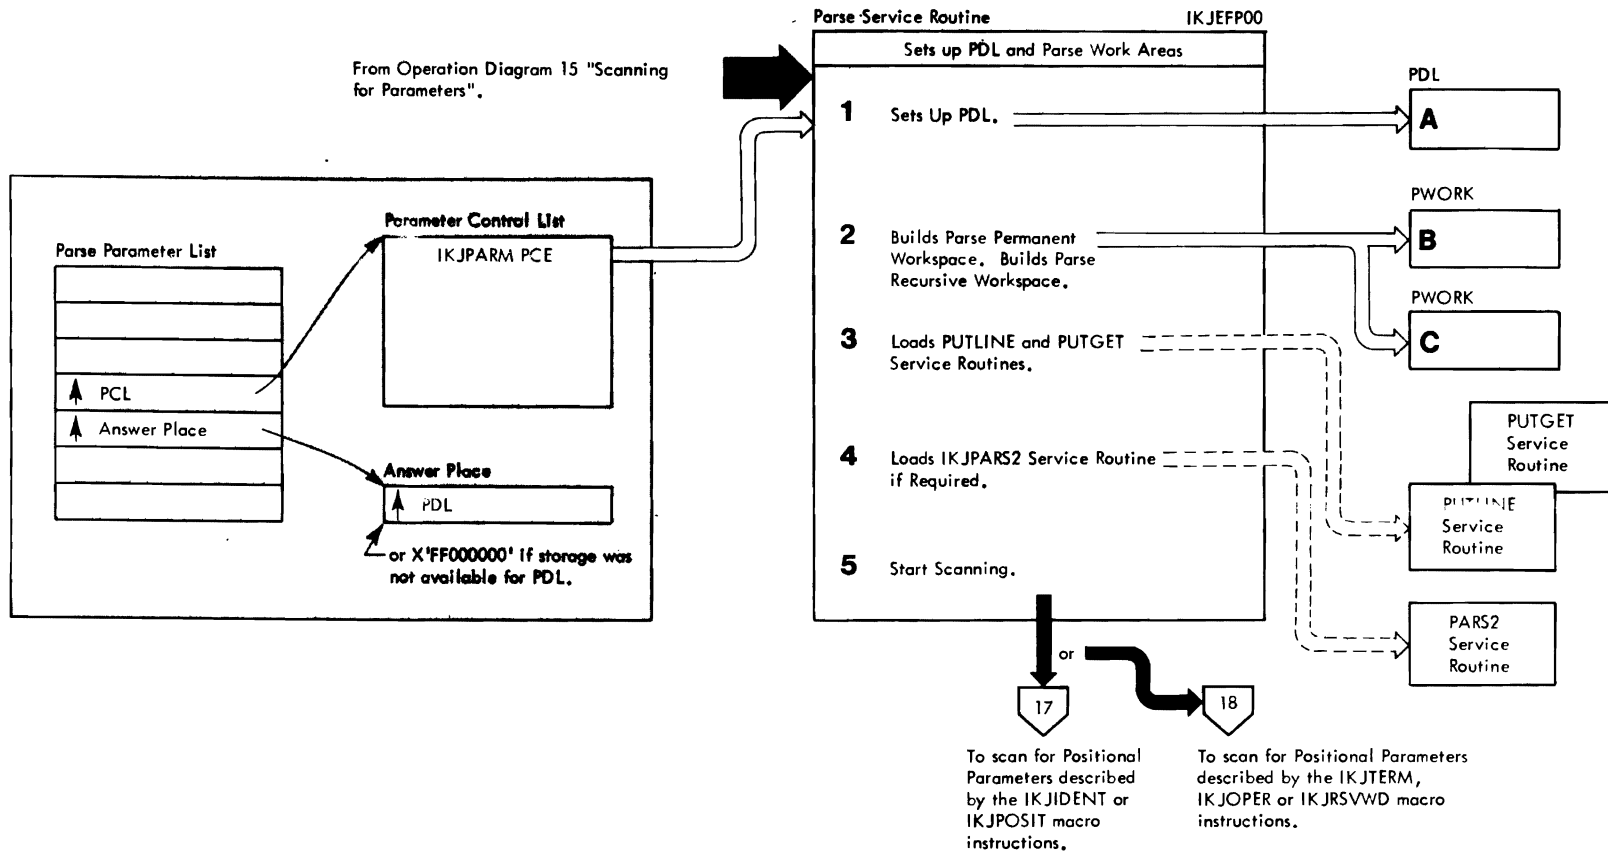 Parse Service Routine IKJEFP00
Sets up PDL and Parse Work Areas
From Operation Diagram 15 "Scanning
for Parameters".
1 Sets Up PDL.
PDL
A
Parameter Control List
IKJPARM PCE
Parse Parameter List
PCL
Answer Place
Answer Place
PDL
or X'FF000000' if storage was
not available for PDL.
2 Builds Parse Permanent
Workspace. Builds Parse
Recursive Workspace.
PWORK
B
PWORK
C
3 Loads PUTLINE and PUTGET
Service Routines.
PUTGET
Service
Routine
PUTLINE
Service
Routine
4 Loads IKJPARS2 Service Routine
if Required.
PARS2
Service
Routine
5 Start Scanning.
or
17
18
To scan for Positional
Parameters described
by the IKJIDENT or
IKJPOSIT macro
instructions.
To scan for Positional Parameters
described by the IKJTERM,
IKJOPER or IKJRSVWD macro
instructions.